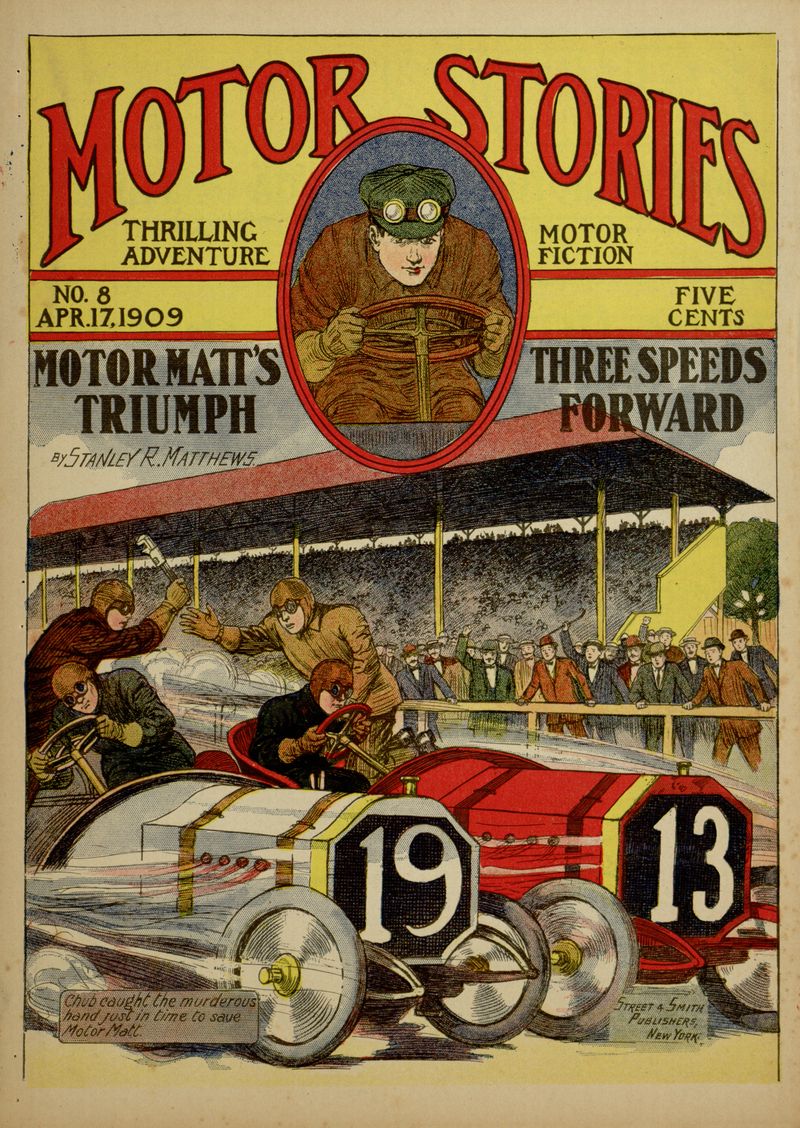 MOTOR STORIES
THRILLING
ADVENTURE
MOTOR
FICTION
NO. 8
APR.17,1909
FIVE
CENTS
MOTOR MATT'S
TRIUMPH
THREE SPEEDS
FORWARD
BY STANLEY R. MATTHEWS.
19
13
Chub caught the murderous
hand just in time to save
Motor Matt.
STREET & SMITH
PUBLISHERS,
NEW YORK.